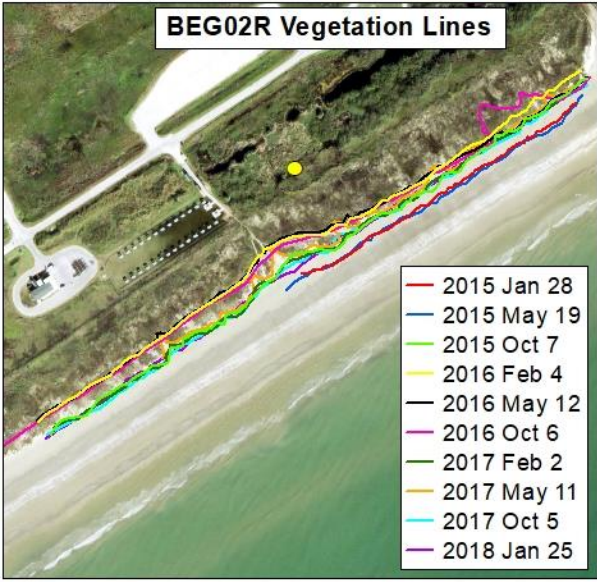 BEG02R Vegetation Lines
2015 Jan 28
2015 May 19
2015 Oct 7
2016 Feb 4
2016 May 12
2016 Oct 6
2017 Feb 2
2017 May 11
2017 Oct 5
2018 Jan 25